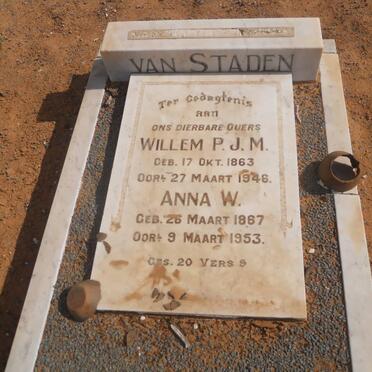 VAN STADEN
Ter Gedagtenis
aan
ONS DIERBARE OUERS
WILLEM P. J. M.
GEB. 17 OKT. 1863
OORL 27 MAART 1946.
ANNA W.
GEB. 26 MAART 1867
OORL 9 MAART 1953.
GES. 20 VERS 5